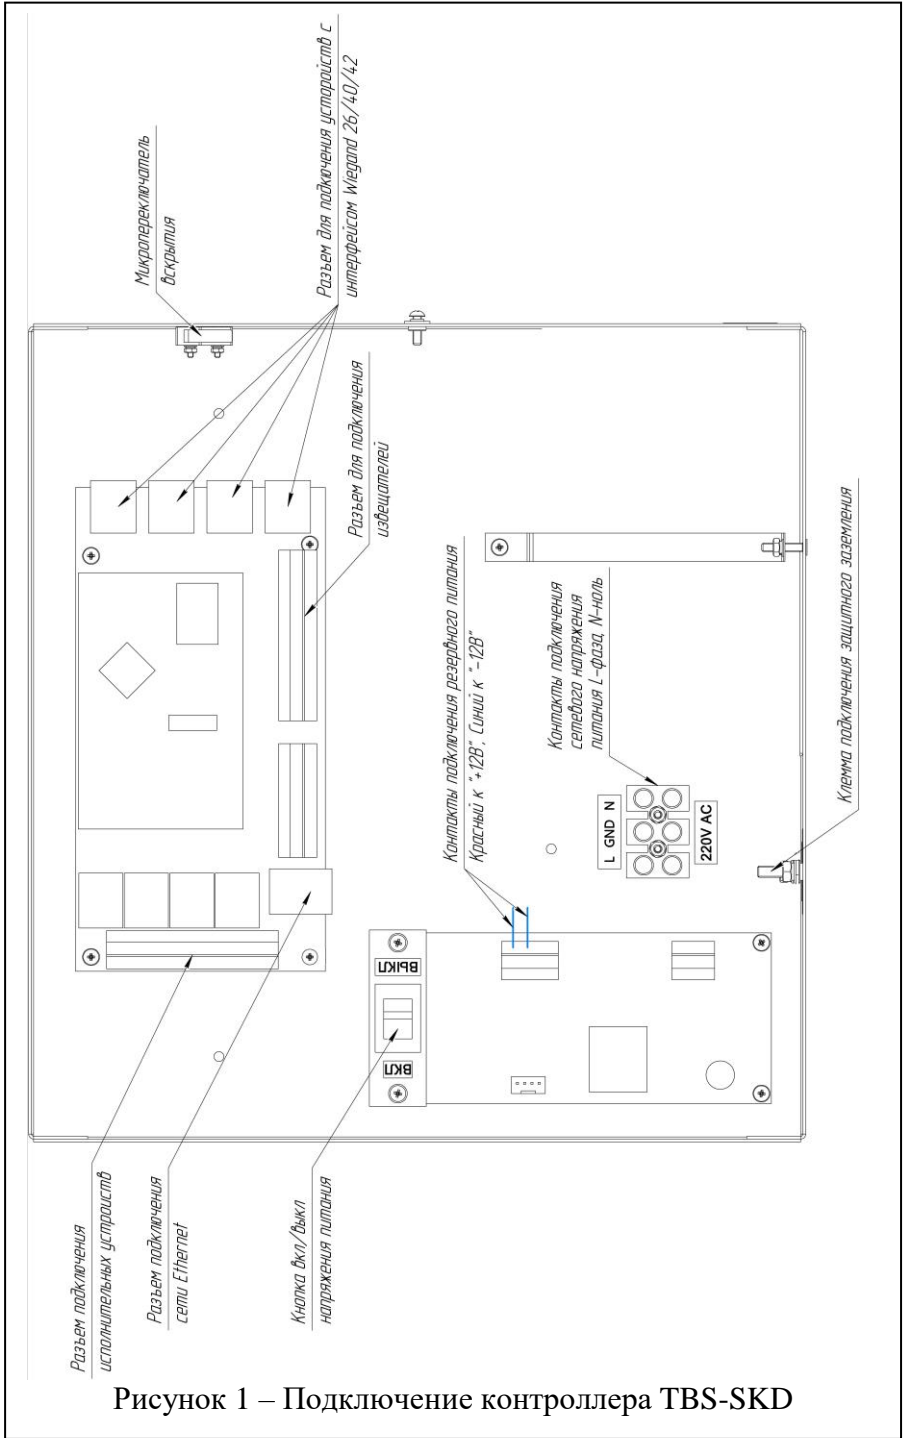 Микропереключатель
вскрытия
Разъем для подкючения усторойств с
интерфейсом Wiegand 26/40/42
Разъем для подключения
извещателей
Контакты подключения резервного питания
Красный к "+12В", Синий к "-12В"
Контакты подключения
сетевого напряжения
питания L-фаза, N-ноль
L GND N
220V AC
Клемма подключения защитного заземления
ВЫКЛ
ВКЛ
Разъем подключения
исполнительных устройств
Разъем подключения
сети Ethernet
Кнопка вкл/выкл
напряжения питания
Рисунок 1 – Подключение контроллера TBS-SKD